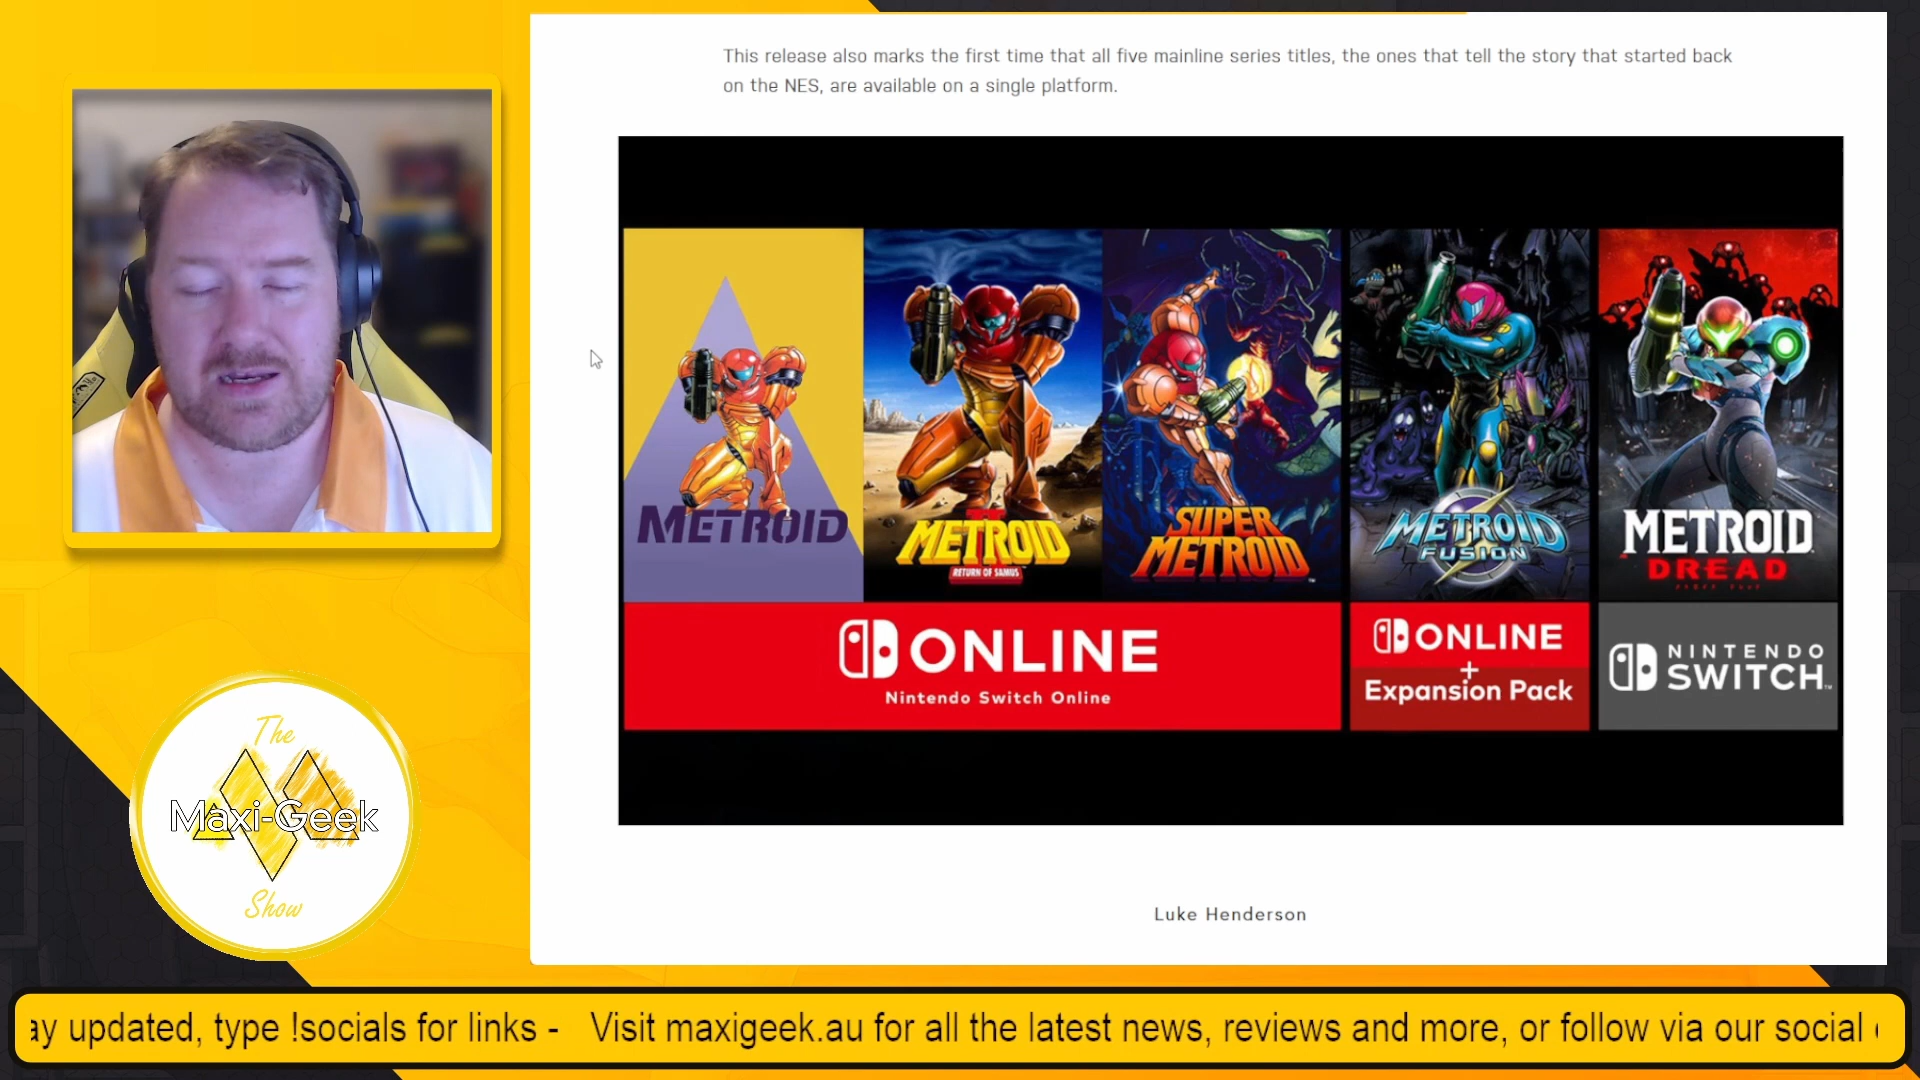 This release also marks the first time that all five mainline series titles, the ones that tell the story that started back
on the NES, are available on a single platform.
METROID
METROID
RETURN OF SAMUS
SUPER
METROID
METROID
FUSION
METROID
DREAD
ONLINE
Nintendo Switch Online
ONLINE
+
Expansion Pack
NINTENDO
SWITCH
Luke Henderson
The
Maxi-Geek
Show
ay updated, type !socials for links - Visit maxigeek.au for all the latest news, reviews and more, or follow via our social